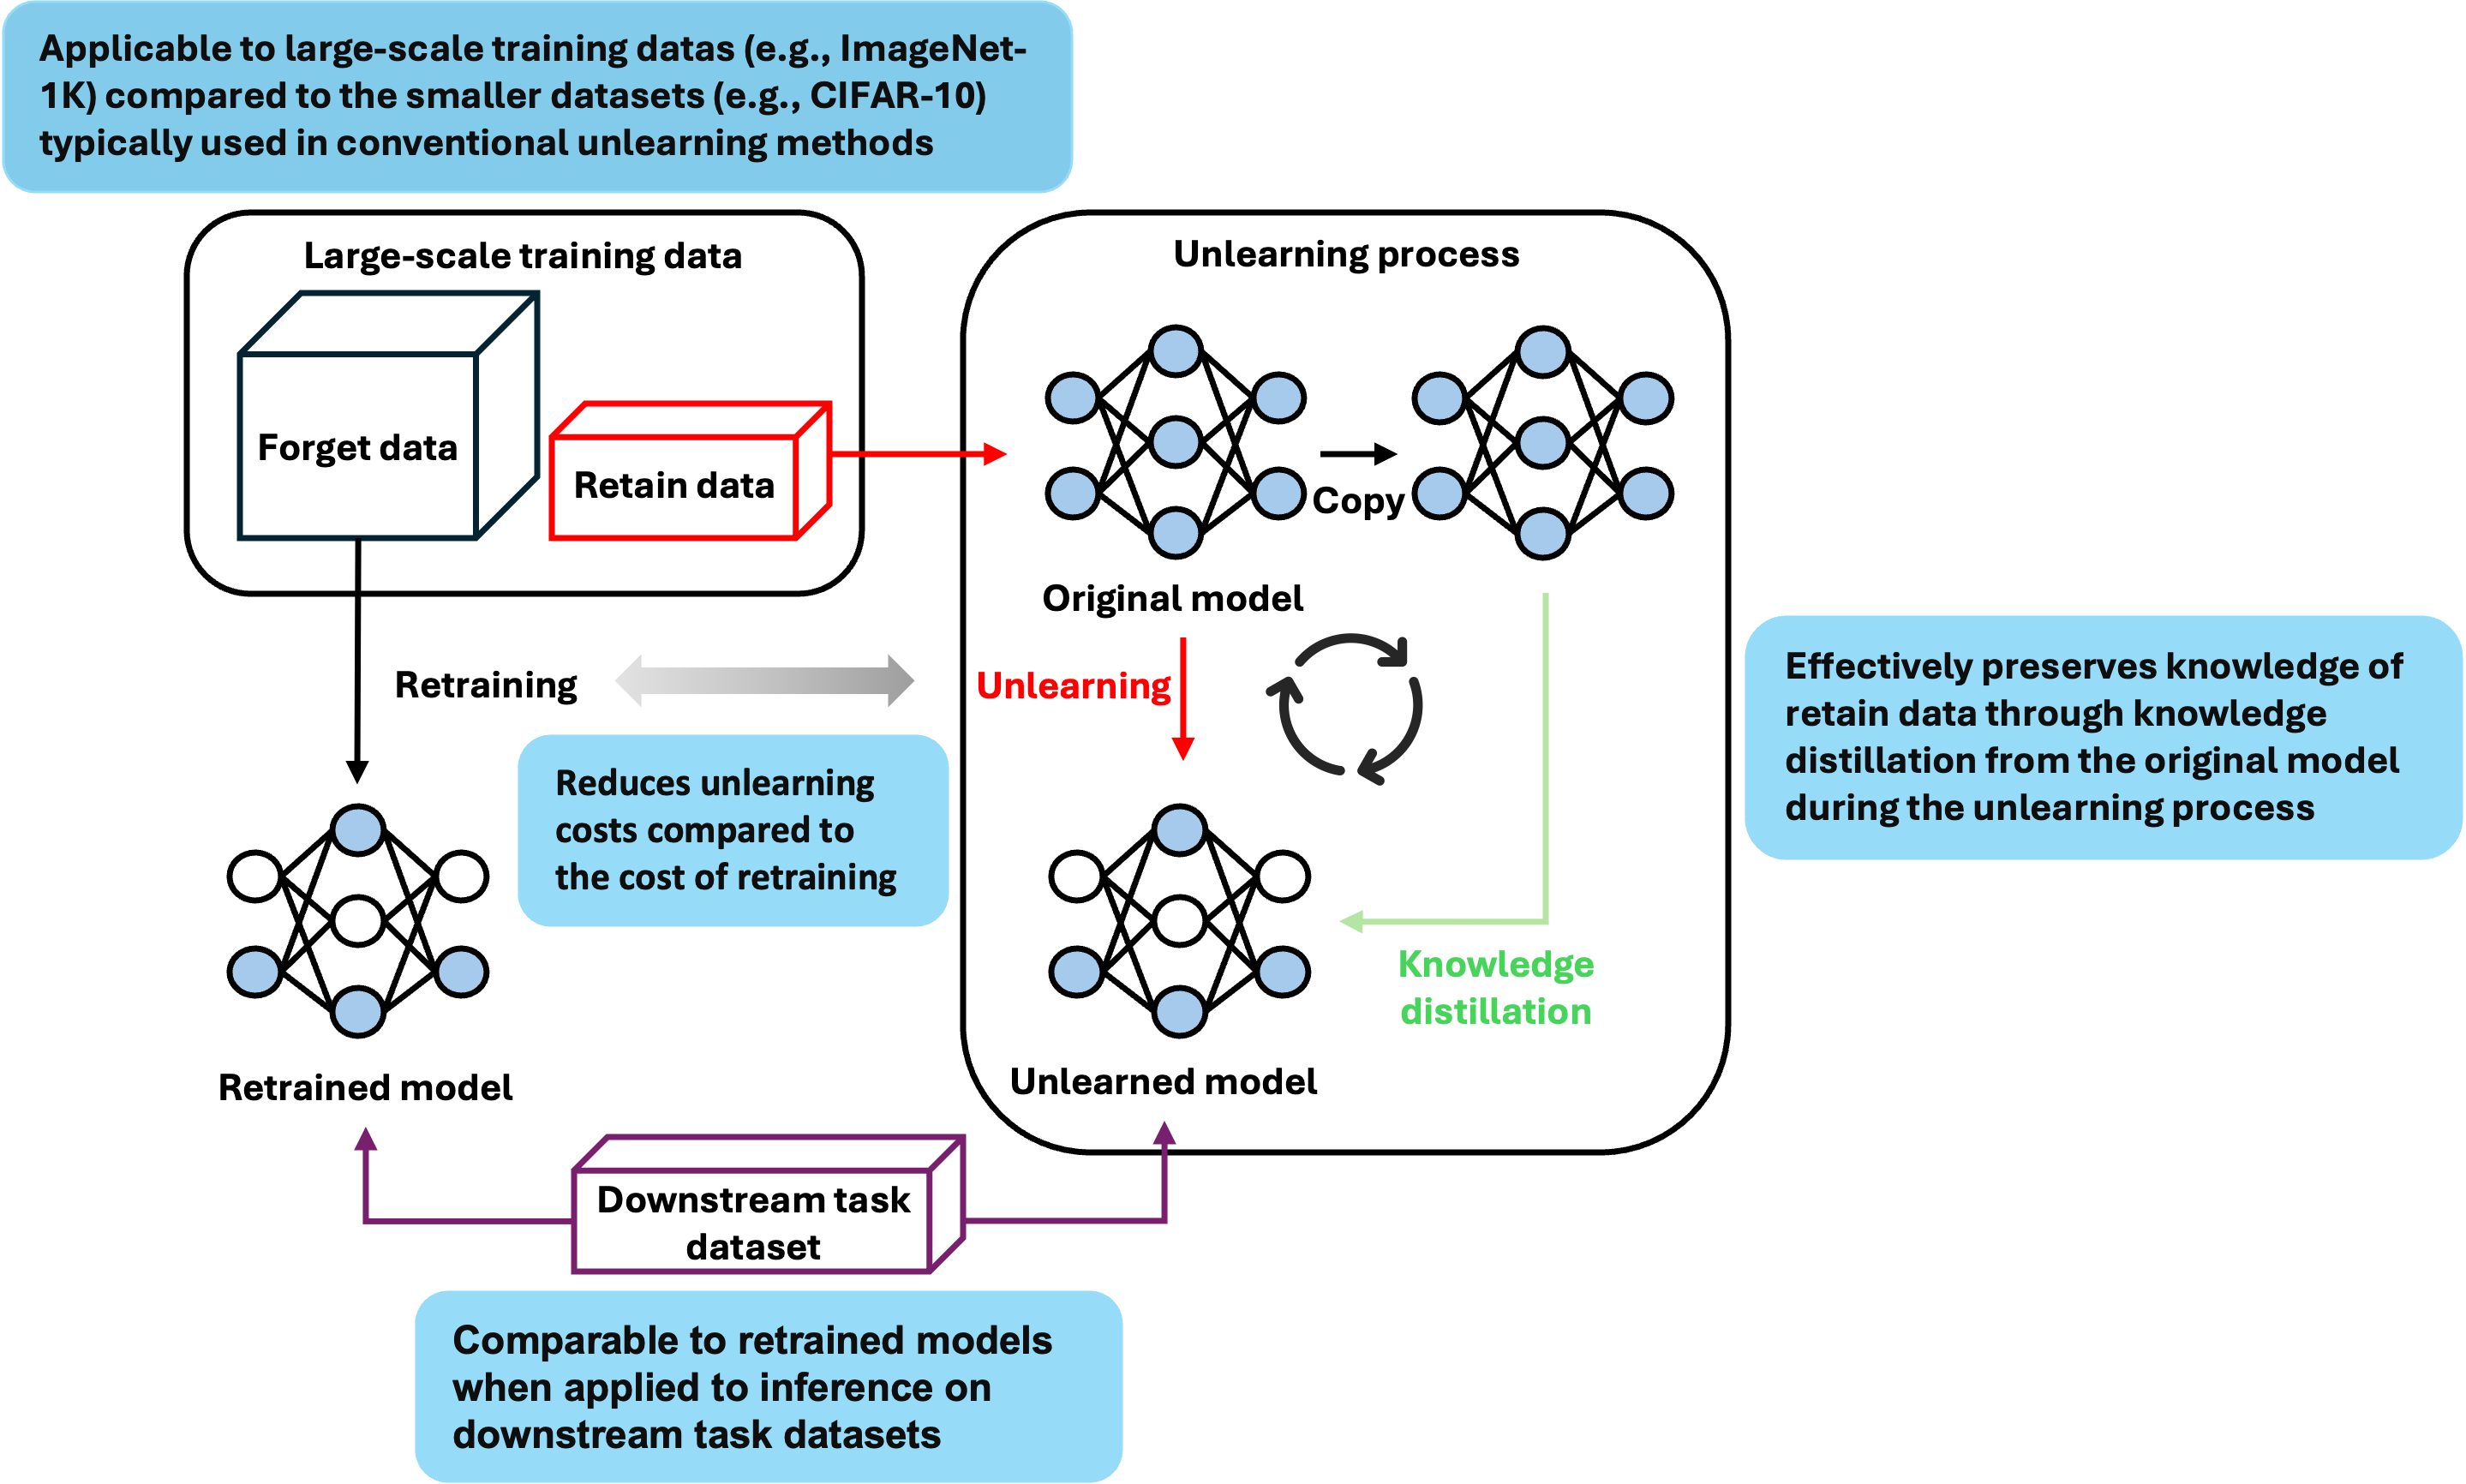 Applicable to large-scale training datas (e.g., ImageNet-
1K) compared to the smaller datasets (e.g., CIFAR-10)
typically used in conventional unlearning methods
Large-scale training data
Forget data
Retain data
Unlearning process
Copy
Original model
Retraining
Unlearning
Reduces unlearning
costs compared to
the cost of retraining
Effectively preserves knowledge of
retain data through knowledge
distillation from the original model
during the unlearning process
Knowledge
distillation
Retrained model
Unlearned model
Downstream task
dataset
Comparable to retrained models
when applied to inference on
downstream task datasets